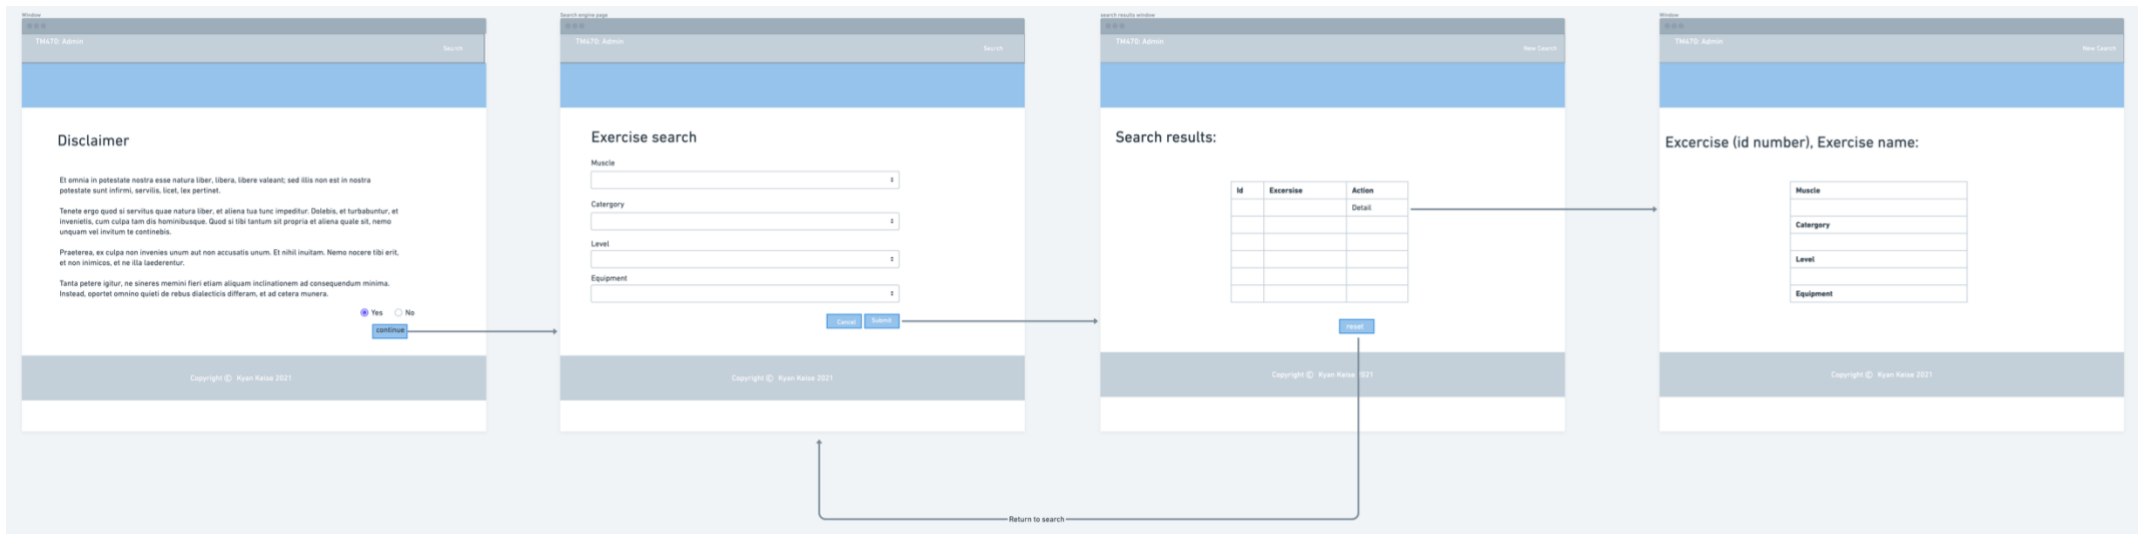 Window
TM470: Admin
Search
Disclaimer
Et omnia in potestate nostra esse natura liber, libera, libere valeant; sed illis non est in nostra
potestate sunt infirmi, servilis, licet, lex pertinet.
Tenete ergo quod si servitus quae natura liber, et aliena tua tunc impeditur. Dolebis, et turbabuntur, et
invenietis, cum culpa tam dis hominibusque. Quod si tibi tantum sit propria et aliena quale sit, nemo
unquam vel invitum te continebis.
Praeterea, ex culpa non invenies unum aut non accusatis unum. Et nihil inuitam. Nemo nocere tibi erit,
et non inimicos, et ne illa laederentur.
Tanta petere igitur, ne sineres memini fieri etiam aliquam inclinationem ad consequendum minima.
Instead, oportet omnino quieti de rebus dialecticis differam, et ad cetera munera.
Yes No
continue
Copyright © Kyan Keise 2021
Search engine page
TM470: Admin
Search
Exercise search
Muscle
Catergory
Level
Equipment
Cancel Submit
Copyright © Kyan Keise 2021
search results window
TM470: Admin
New Search
Search results:
Id Excersise Action
Detail
reset
Copyright © Kyan Keise 2021
Return to search
Window
TM470: Admin
New Search
Excercise (id number), Exercise name:
Muscle
Catergory
Level
Equipment
Copyright © Kyan Keise 2021